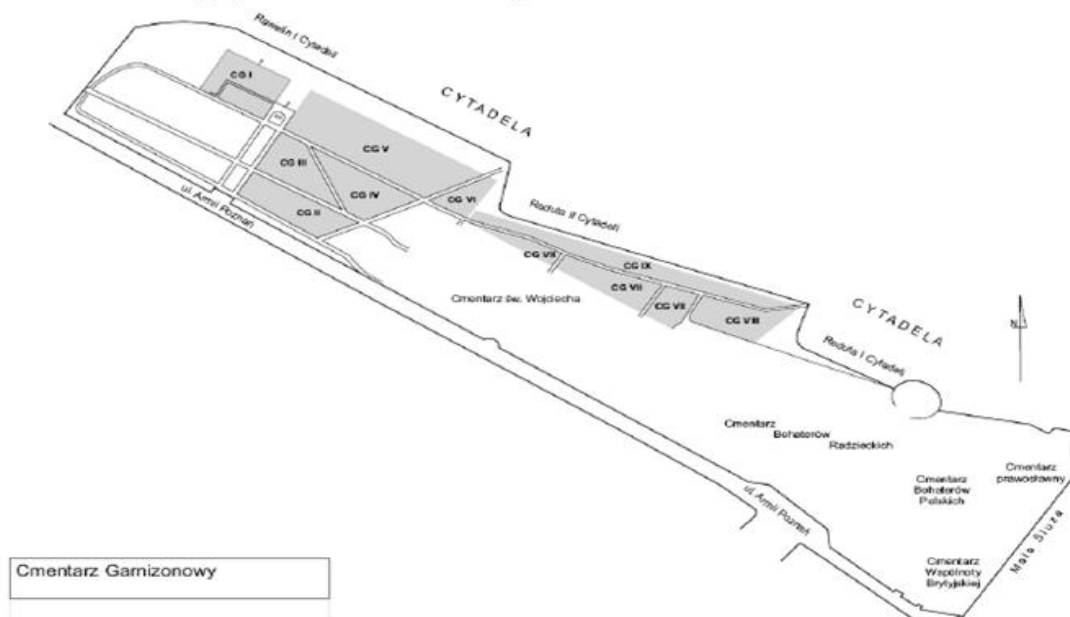 Rawelin I Cytadeli
CG I
CYTADELA
CG V
CG III
CG IV
CG VI
CG II
ul. Armii Poznań
Reduta II Cytadeli
CG VII
CG IX
CG VII
CG VII
CG VIII
Cmentarz św. Wojciecha
CYTADELA
N
Reduta I Cytadeli
Cmentarz
Bohaterów
Radzieckich
Cmentarz
prawosławny
Cmentarz
Bohaterów
Polskich
ul. Armii Poznań
Mała Śluza
Cmentarz
Wspólnoty
Brytyjskiej
Cmentarz Garnizonowy